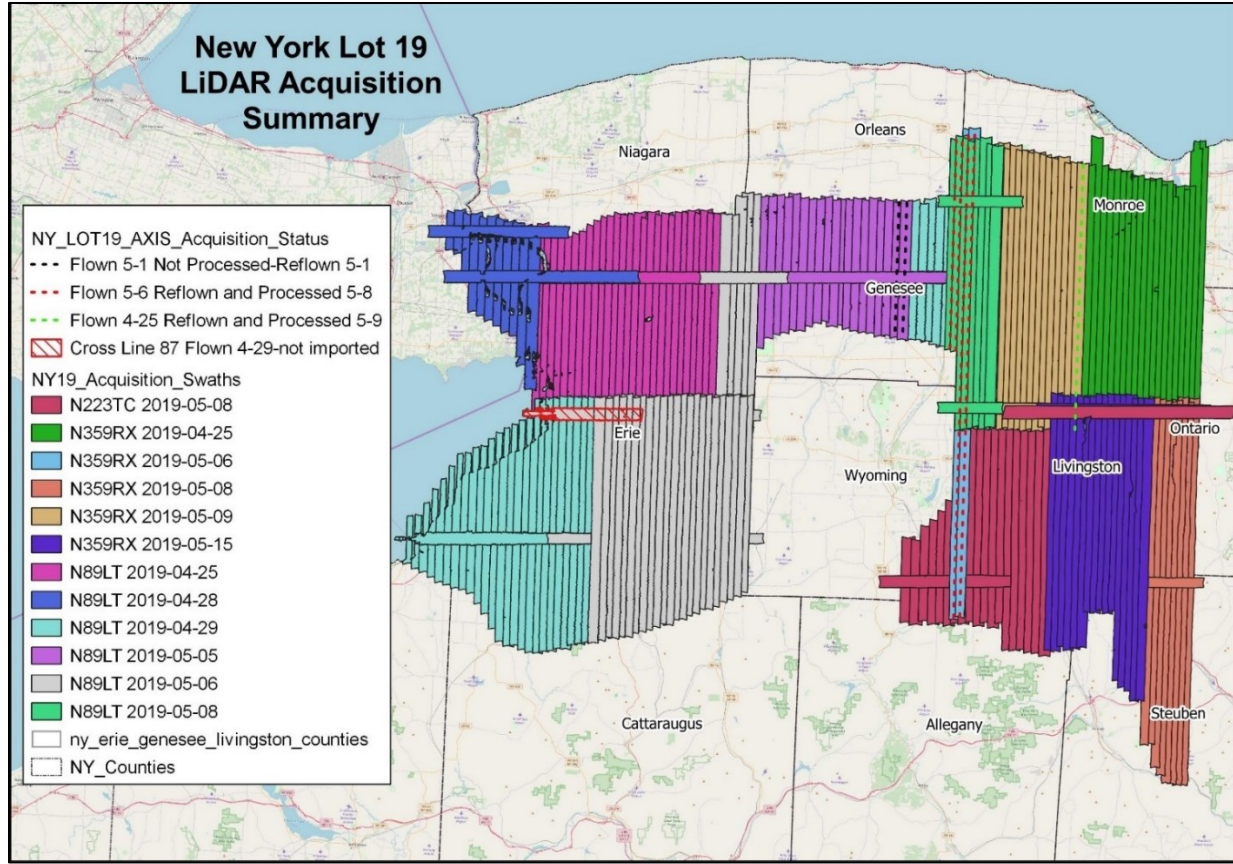 New York Lot 19
LiDAR Acquisition
Summary
Orleans
Niagara
Monroe
Genesee
Erie
Ontario
Wyoming
Livingston
Cattaraugus
Allegany
Steuben
NY_LOT19_AXIS_Acquisition_Status
Flown 5-1 Not Processed-Reflown 5-1
Flown 5-6 Reflown and Processed 5-8
Flown 4-25 Reflown and Processed 5-9
Cross Line 87 Flown 4-29-not imported
NY19_Acquisition_Swaths
N223TC 2019-05-08
N359RX 2019-04-25
N359RX 2019-05-06
N359RX 2019-05-08
N359RX 2019-05-09
N359RX 2019-05-15
N89LT 2019-04-25
N89LT 2019-04-28
N89LT 2019-04-29
N89LT 2019-05-05
N89LT 2019-05-06
N89LT 2019-05-08
ny_erie_genesee_livingston_counties
NY_Counties